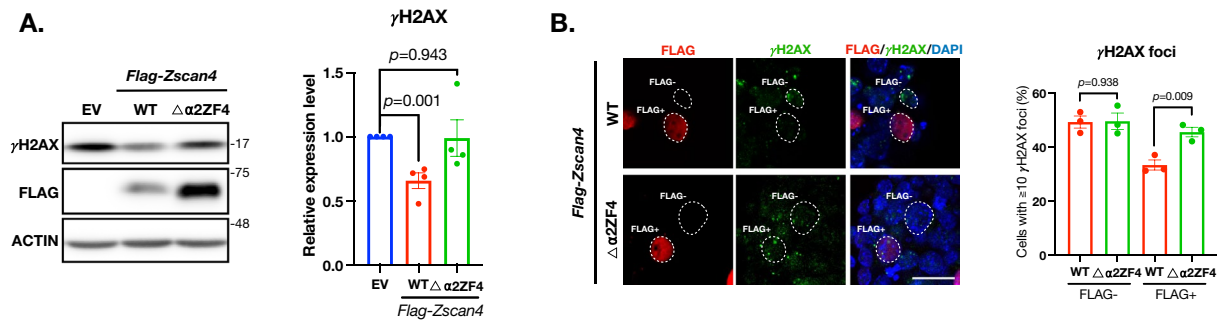 A.
Flag-Zscan4
EV WT △α2ZF4
γH2AX
-17
FLAG
-75
ACTIN
-48
γH2AX
p=0.943
p=0.001
Relative expression level
1.5
1.0
0.5
0.0
EV WT △α2ZF4
Flag-Zscan4
B.
FLAG γH2AX FLAG/γH2AX/DAPI
Flag-Zscan4
WT
FLAG- FLAG- FLAG-
FLAG+ FLAG+ FLAG+
△α2ZF4
FLAG- FLAG- FLAG-
FLAG+ FLAG+ FLAG+
γH2AX foci
p=0.938
p=0.009
Cells with ≥10 γH2AX foci (%)
60
40
20
0
WT △α2ZF4 WT △α2ZF4
FLAG- FLAG+